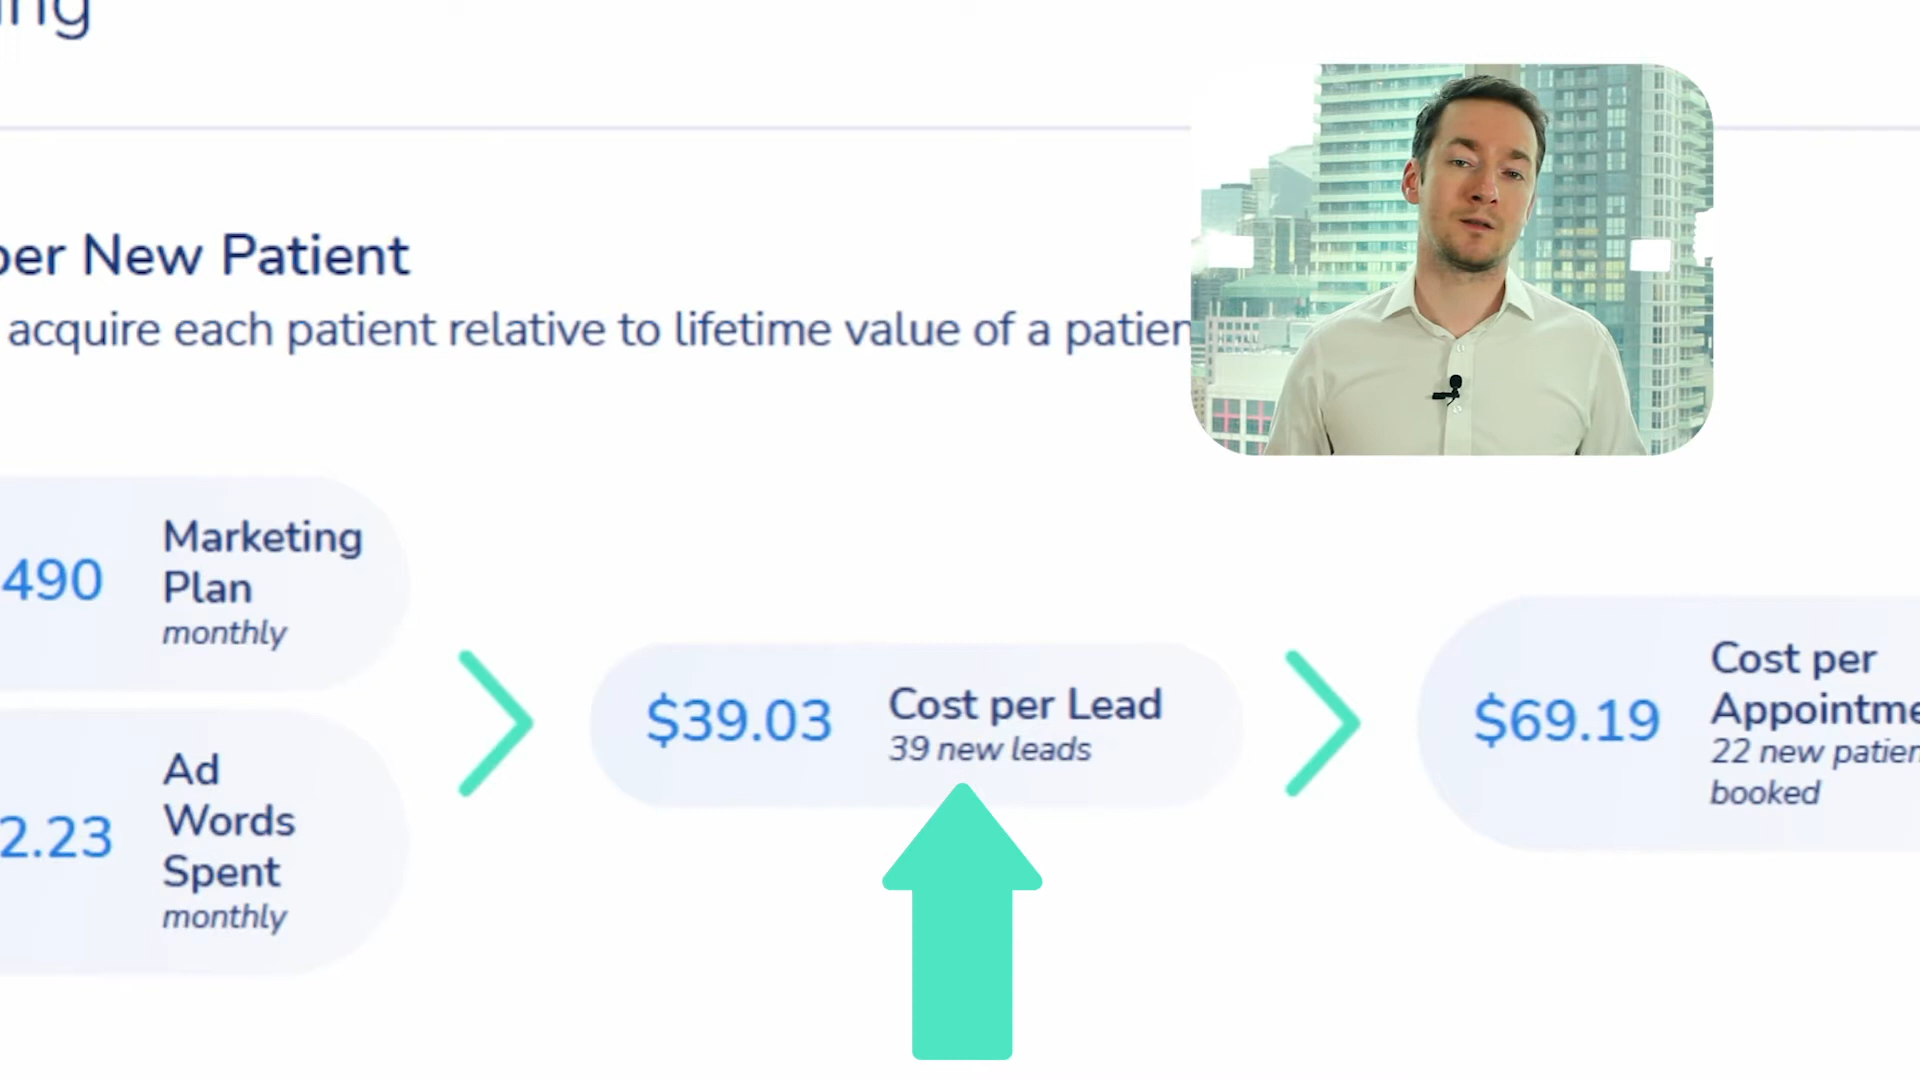 per New Patient
acquire each patient relative to lifetime value of a patien
490
Marketing
Plan
monthly
2.23
Ad
Words
Spent
monthly
$39.03
Cost per Lead
39 new leads
$69.19
Cost per
Appointme
22 new patien
booked